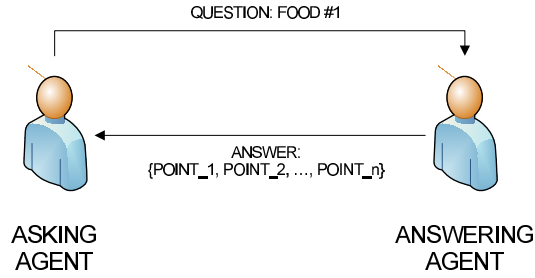 QUESTION: FOOD #1
ANSWER:
{POINT_1, POINT_2, ..., POINT_n}
ASKING
AGENT
ANSWERING
AGENT